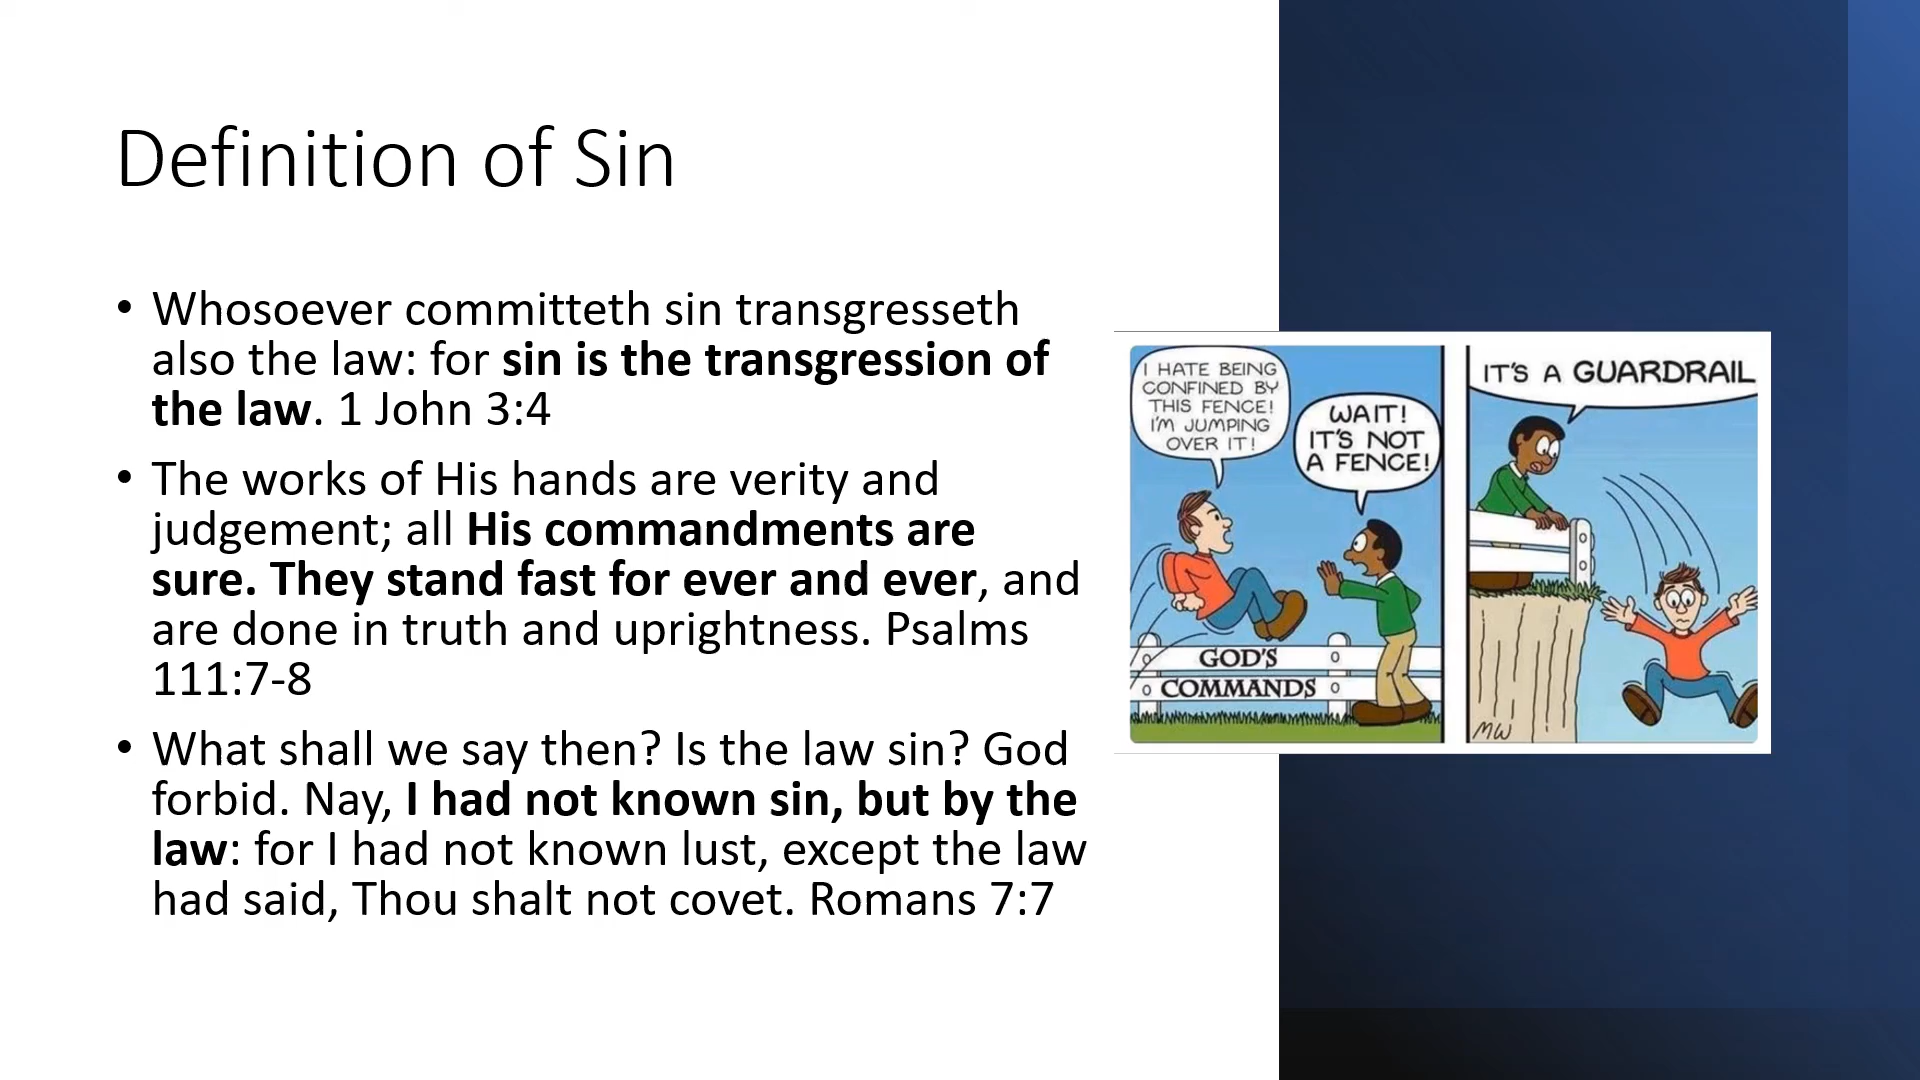 Definition of Sin
• Whosoever committeth sin transgresseth
also the law: for sin is the transgression of
the law. 1 John 3:4
• The works of His hands are verity and
judgement; all His commandments are
sure. They stand fast for ever and ever, and
are done in truth and uprightness. Psalms
111:7-8
• What shall we say then? Is the law sin? God
forbid. Nay, I had not known sin, but by the
law: for I had not known lust, except the law
had said, Thou shalt not covet. Romans 7:7
I HATE BEING
CONFINED BY
THIS FENCE!
I'M JUMPING
OVER IT!
WAIT!
IT'S NOT
A FENCE!
GOD'S
COMMANDS
IT'S A GUARDRAIL
MW